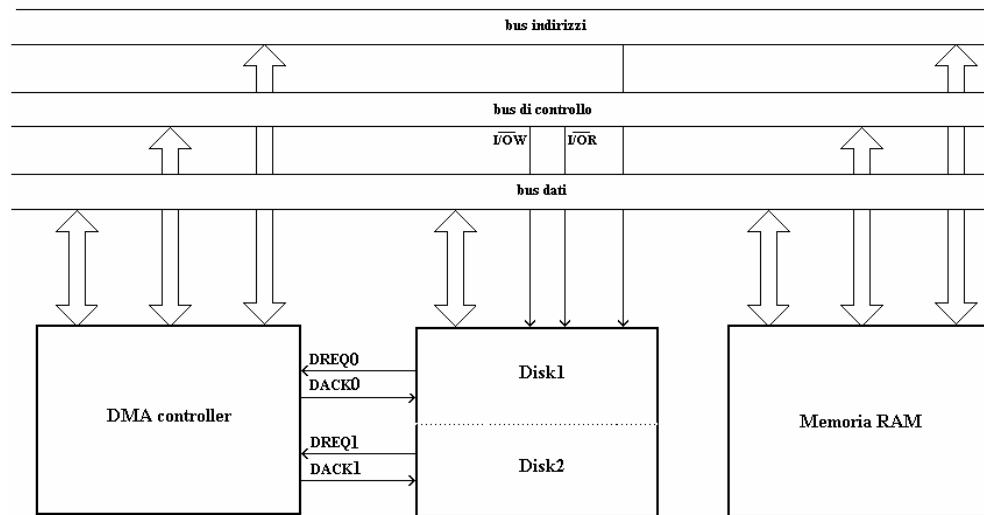 bus indirizzi
bus di controllo
I/OW I/OR
bus dati
DREQ0
DACK0
DREQ1
DACK1
DMA controller
Disk1
Disk2
Memoria RAM